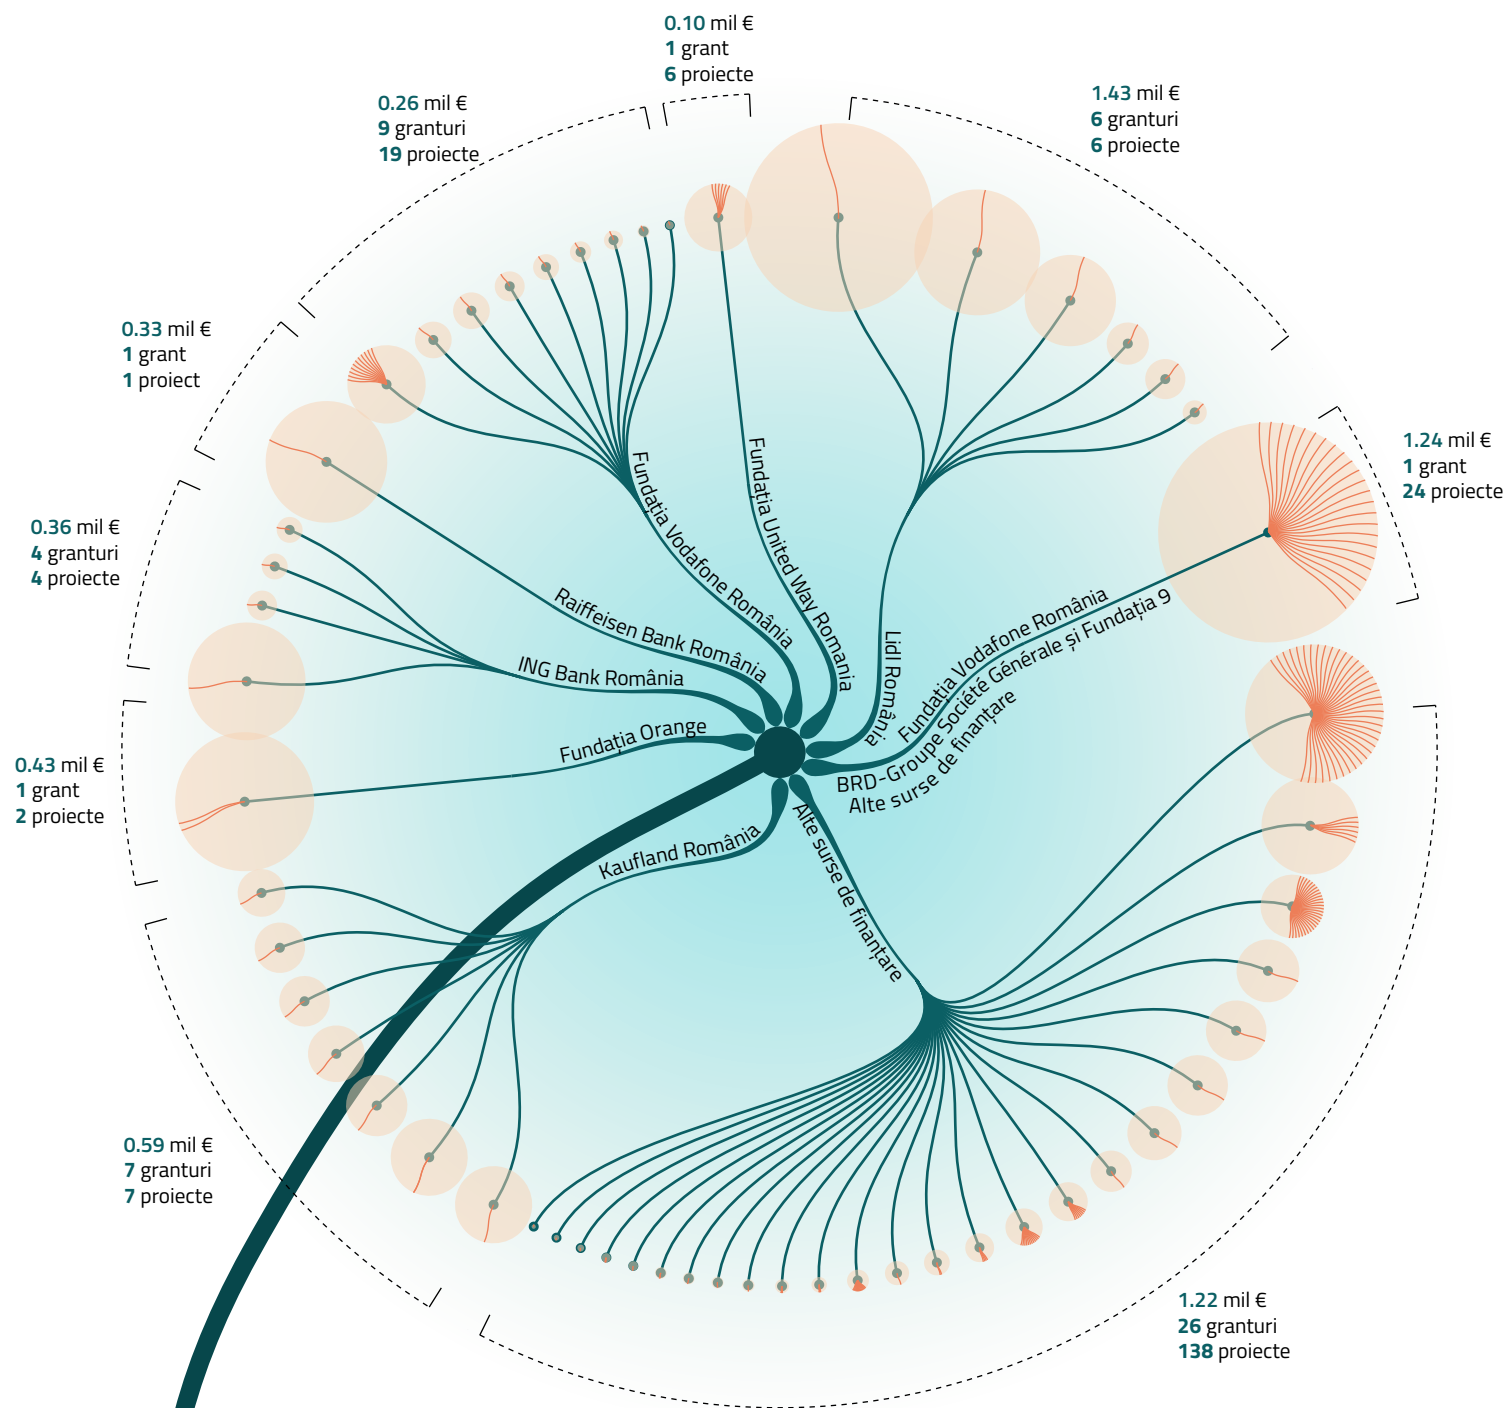 0.10 mil €
1 grant
6 proiecte
1.43 mil €
6 granturi
6 proiecte
0.26 mil €
9 granturi
19 proiecte
0.33 mil €
1 grant
1 proiect
1.24 mil €
1 grant
24 proiecte
0.36 mil €
4 granturi
4 proiecte
0.43 mil €
1 grant
2 proiecte
0.59 mil €
7 granturi
7 proiecte
1.22 mil €
26 granturi
138 proiecte
Fundația United Way Romania
Fundația Vodafone România
Raiffeisen Bank România
ING Bank România
Fundația Orange
Kaufland România
Lidl România
Fundația Vodafone România
BRD-Groupe Société Générale și Fundația 9
Alte surse de finanțare
Alte surse de finanțare